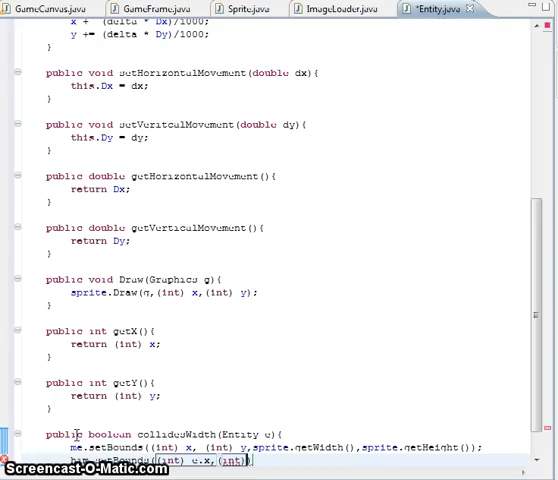 GameCanvas.java GameFrame.java Sprite.java ImageLoader.java *Entity.java
x += (delta * Dx)/1000;
y += (delta * Dy)/1000;
}
public void setHorizontalMovement(double dx){
this.Dx = dx;
}
public void setVeritcalMovement(double dy){
this.Dy = dy;
}
public double getHorizontalMovement(){
return Dx;
}
public double getVerticalMovement(){
return Dy;
}
public void Draw(Graphics g){
sprite.Draw(g,(int) x,(int) y);
}
public int getX(){
return (int) x;
}
public int getY(){
return (int) y;
}
public boolean collidesWidth(Entity e){
me.setBounds((int) x, (int) y,sprite.getWidth(),sprite.getHeight());
him.setBounds((int) e.x,(int))
Screencast-O-Matic.com